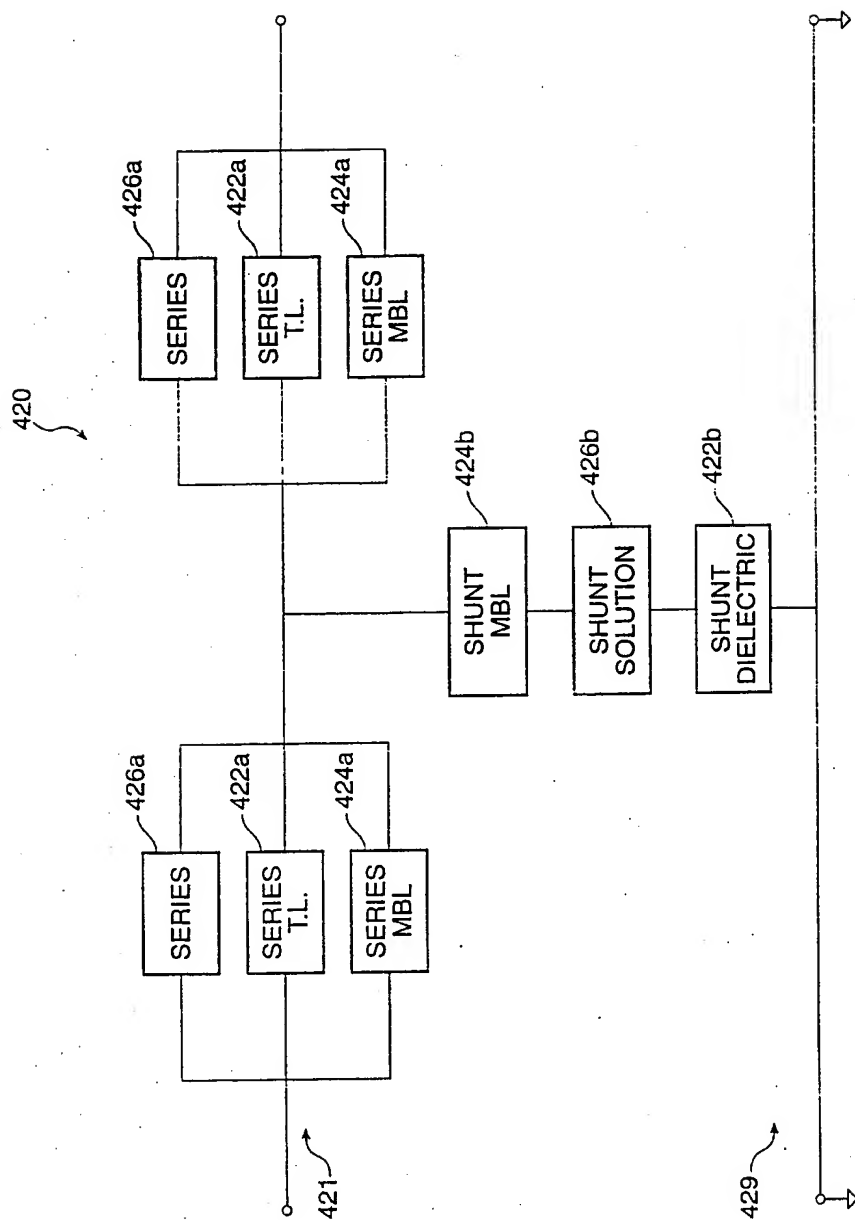 420
426a
SERIES
422a
SERIES
T.L.
424a
SERIES
MBL
426a
SERIES
422a
SERIES
T.L.
424a
SERIES
MBL
421
SHUNT
MBL
424b
SHUNT
SOLUTION
426b
SHUNT
DIELECTRIC
422b
429